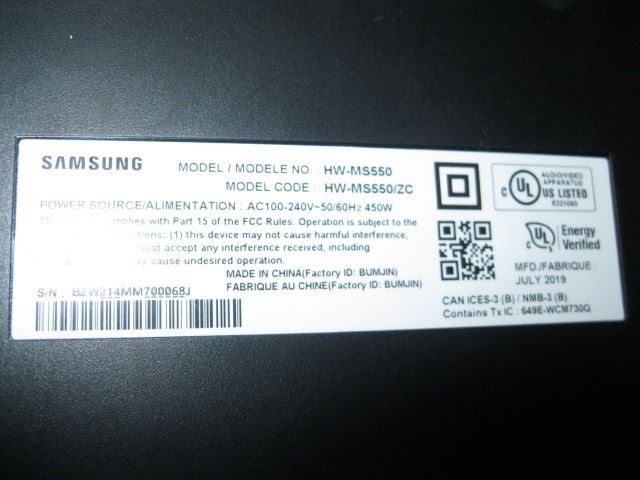 SAMSUNG
MODEL / MODELE NO. : HW-MS550
MODEL CODE : HW-MS550/ZC
POWER SOURCE/ALIMENTATION : AC100-240V~50/60Hz 450W
complies with Part 15 of the FCC Rules. Operation is subject to the
conditions: (1) this device may not cause harmful interference,
must accept any interference received, including
cause undesired operation.
MADE IN CHINA(Factory ID: BUMJIN)
FABRIQUE AU CHINE(Factory ID: BUMJIN)
S/N : BZW214MM700068J
C UL US LISTED
AUDIO/VIDEO
APPARATUS
E221083
C UL Energy
Verified
MFD./FABRIQUE :
JULY 2019
CAN ICES-3 (B) / NMB-3 (B)
Contains Tx IC : 649E-WCM730Q